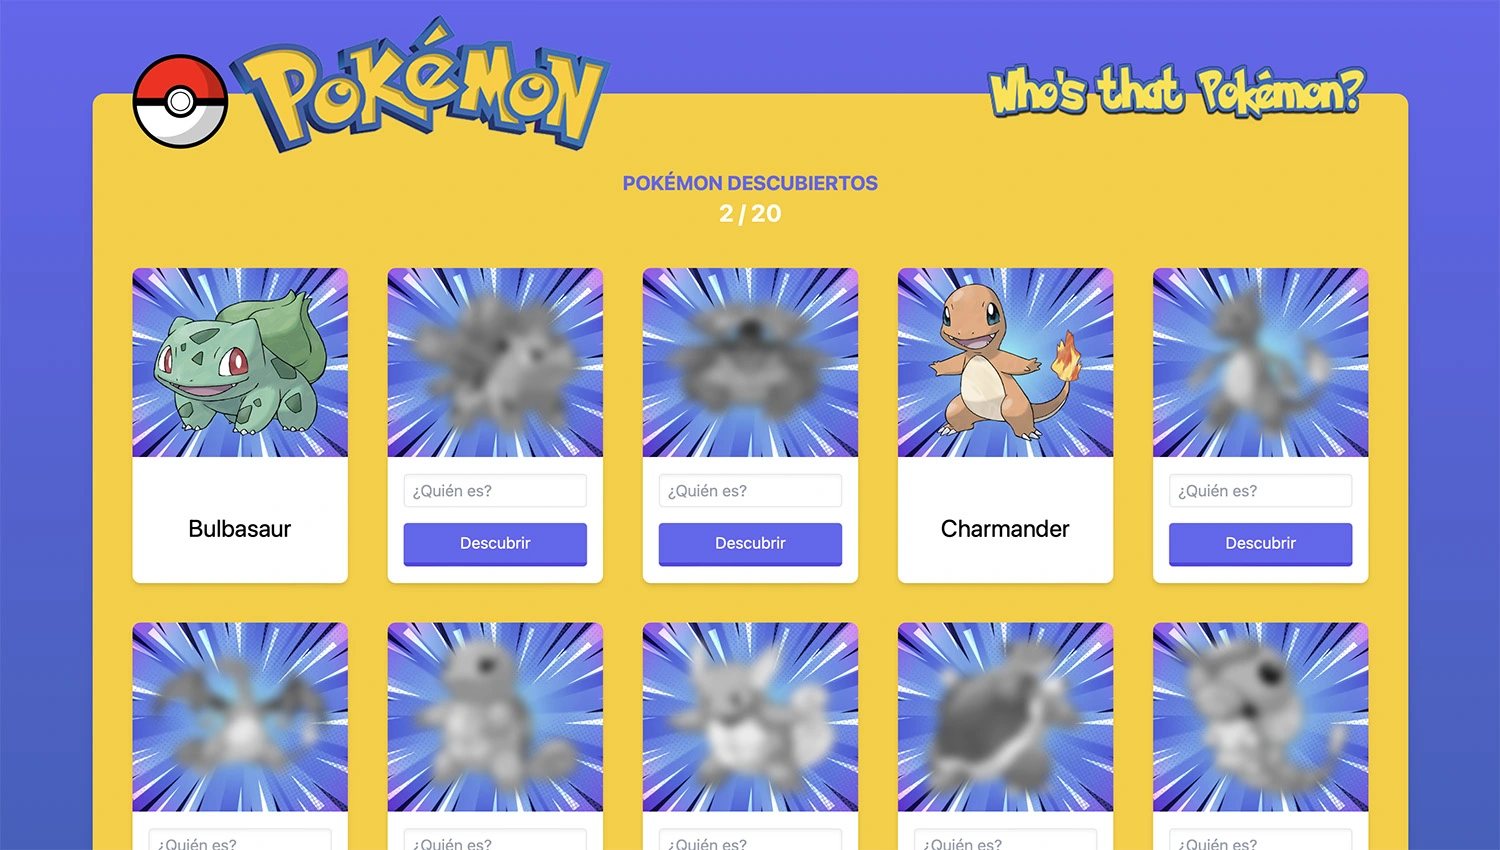 POKÉMON
Who's that Pokémon?
POKÉMON DESCUBIERTOS
2 / 20
Bulbasaur
¿Quién es?
Descubrir
¿Quién es?
Descubrir
Charmander
¿Quién es?
Descubrir
¿Quién es?
¿Quién es?
¿Quién es?
¿Quién es?
¿Quién es?